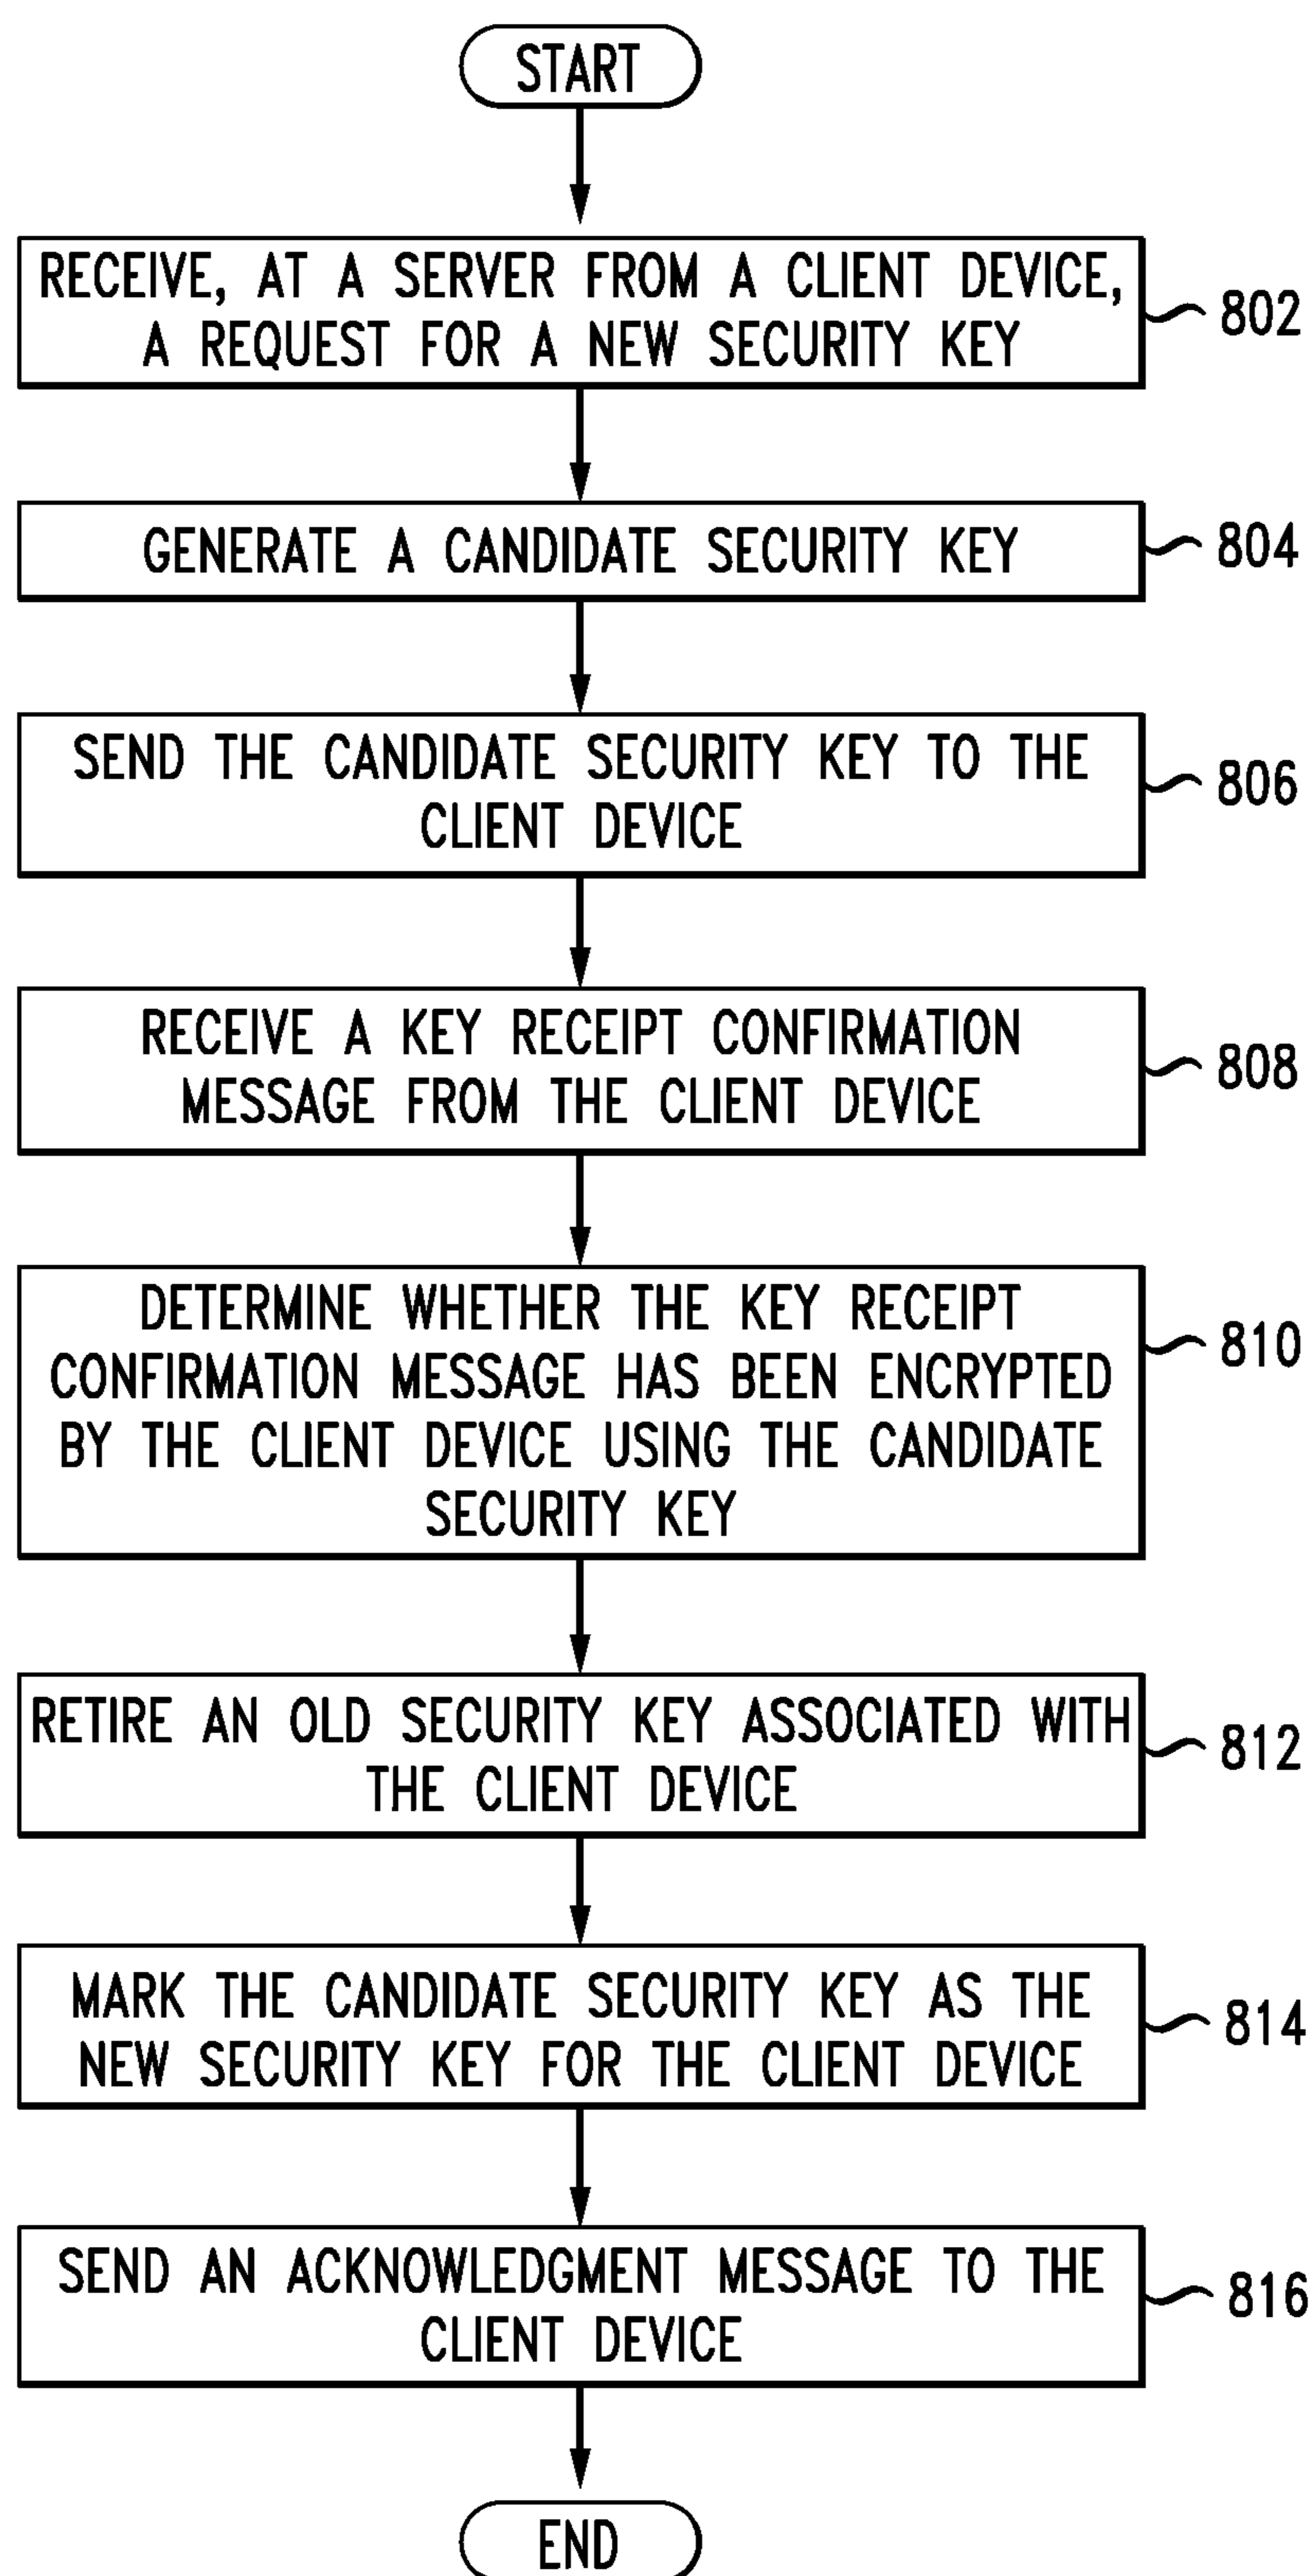 START
RECEIVE, AT A SERVER FROM A CLIENT DEVICE,
A REQUEST FOR A NEW SECURITY KEY
802
GENERATE A CANDIDATE SECURITY KEY
804
SEND THE CANDIDATE SECURITY KEY TO THE
CLIENT DEVICE
806
RECEIVE A KEY RECEIPT CONFIRMATION
MESSAGE FROM THE CLIENT DEVICE
808
DETERMINE WHETHER THE KEY RECEIPT
CONFIRMATION MESSAGE HAS BEEN ENCRYPTED
BY THE CLIENT DEVICE USING THE CANDIDATE
SECURITY KEY
810
RETIRE AN OLD SECURITY KEY ASSOCIATED WITH
THE CLIENT DEVICE
812
MARK THE CANDIDATE SECURITY KEY AS THE
NEW SECURITY KEY FOR THE CLIENT DEVICE
814
SEND AN ACKNOWLEDGMENT MESSAGE TO THE
CLIENT DEVICE
816
END